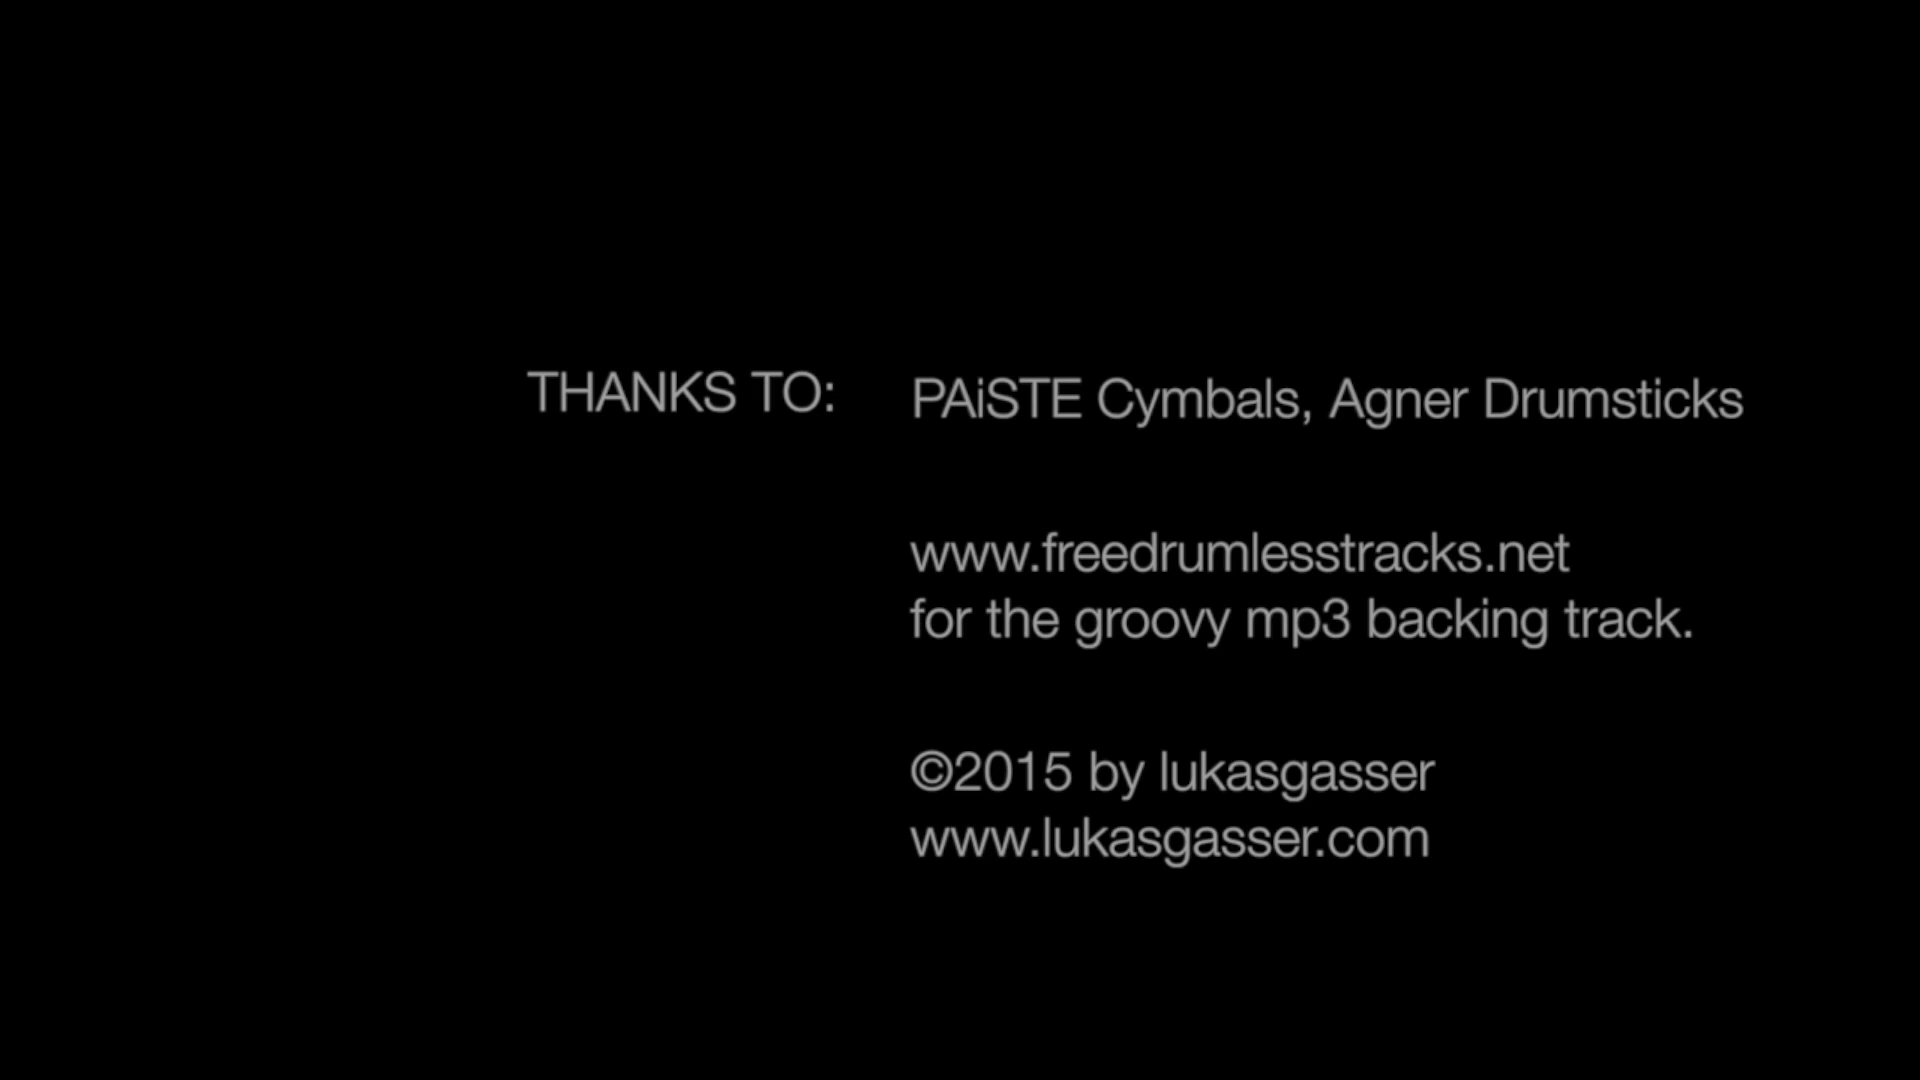 THANKS TO: PAiSTE Cymbals, Agner Drumsticks
www.freedrumlesstracks.net
for the groovy mp3 backing track.
©2015 by lukasgasser
www.lukasgasser.com